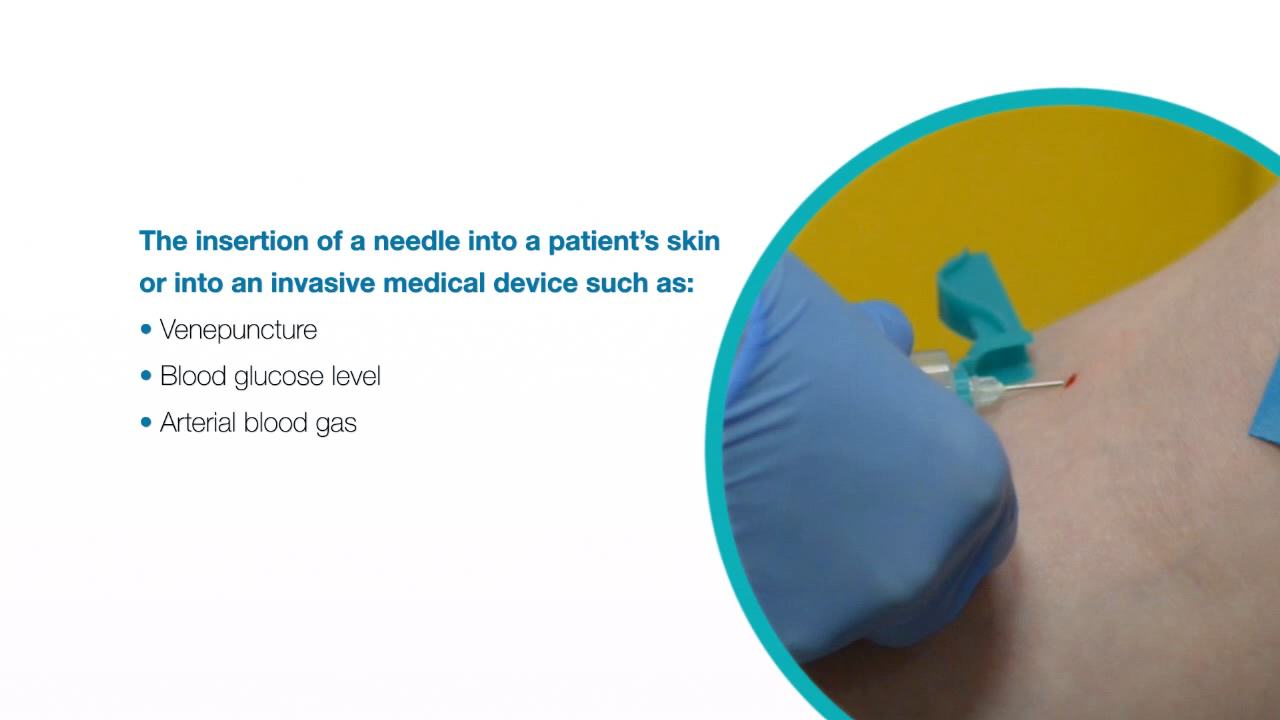 The insertion of a needle into a patient’s skin
or into an invasive medical device such as:
• Venepuncture
• Blood glucose level
• Arterial blood gas